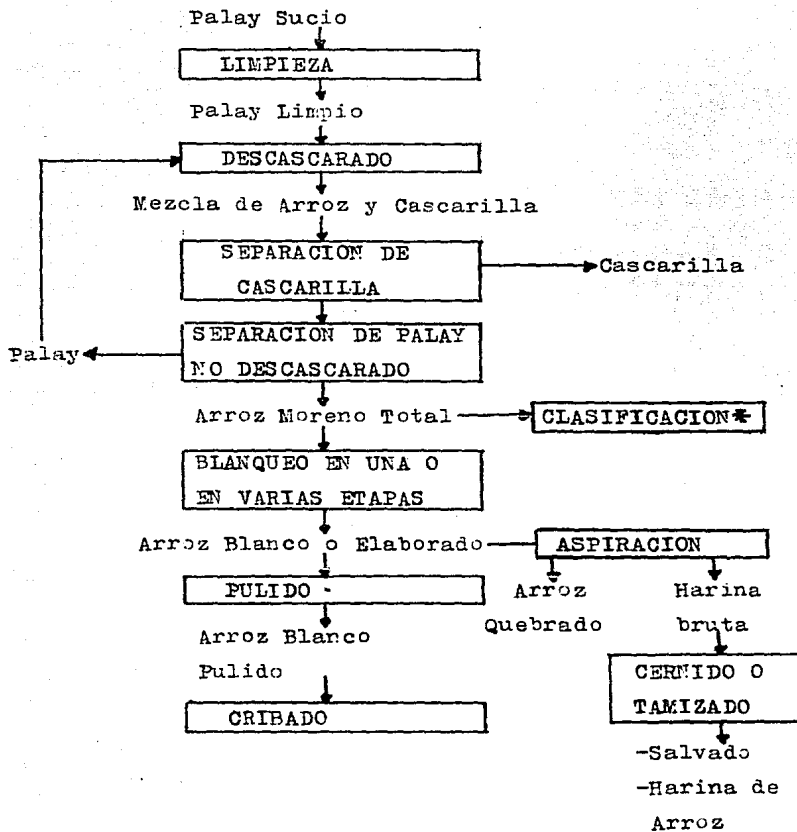 Palay Sucio
LIMPIEZA
Palay Limpio
DESCASCARADO
Mezcla de Arroz y Cascarilla
SEPARACION DE
CASCARILLA
Cascarilla
SEPARACION DE PALAY
NO DESCASCARADO
Palay
Arroz Moreno Total
CLASIFICACION*
BLANQUEO EN UNA O
EN VARIAS ETAPAS
Arroz Blanco o Elaborado
ASPIRACION
PULIDO -
Arroz
Quebrado
Harina
bruta
Arroz Blanco
Pulido
CERNIDO O
TAMIZADO
CRIBADO
-Salvado
-Harina de
Arroz